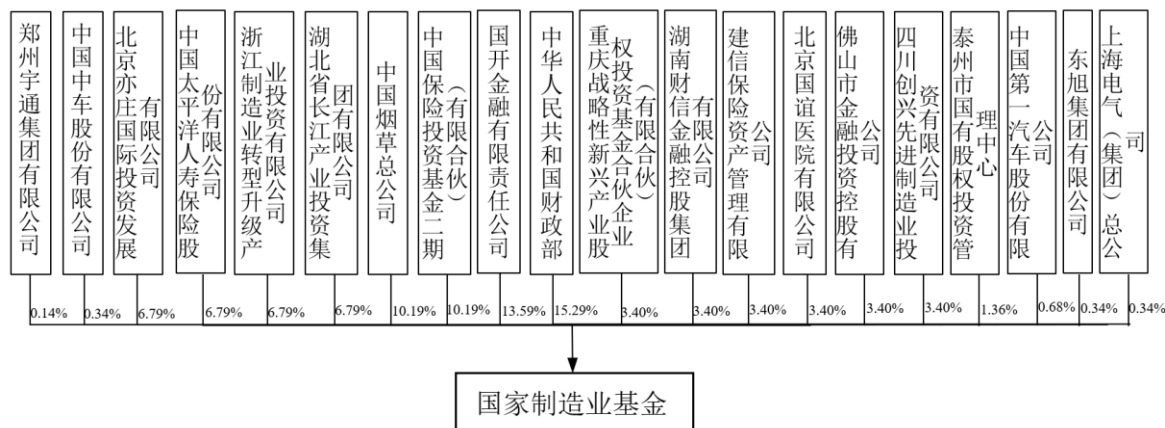 郑州宇通集团有限公司
中国中车股份有限公司
北京亦庄国际投资发展
有限公司
中国太平洋人寿保险股
份有限公司
浙江制造业转型升级产
业投资有限公司
湖北省长江产业投资集
团有限公司
中国烟草总公司
中国保险投资基金二期
（有限合伙）
国开金融有限责任公司
中华人民共和国财政部
重庆战略性新兴产业股
权投资基金合伙企业
（有限合伙）
湖南财信金融控股集团
有限公司
建信保险资产管理有限
公司
北京国谊医院有限公司
佛山市金融投资控股有
公司
四川创兴先进制造业投
资有限公司
泰州市国有股权投资管
理中心
中国第一汽车股份有限
公司
东旭集团有限公司
上海电气（集团）总公
司
0.14%
0.34%
6.79%
6.79%
6.79%
6.79%
10.19%
10.19%
13.59%
15.29%
3.40%
3.40%
3.40%
3.40%
3.40%
3.40%
1.36%
0.68%
0.34%
0.34%
国家制造业基金